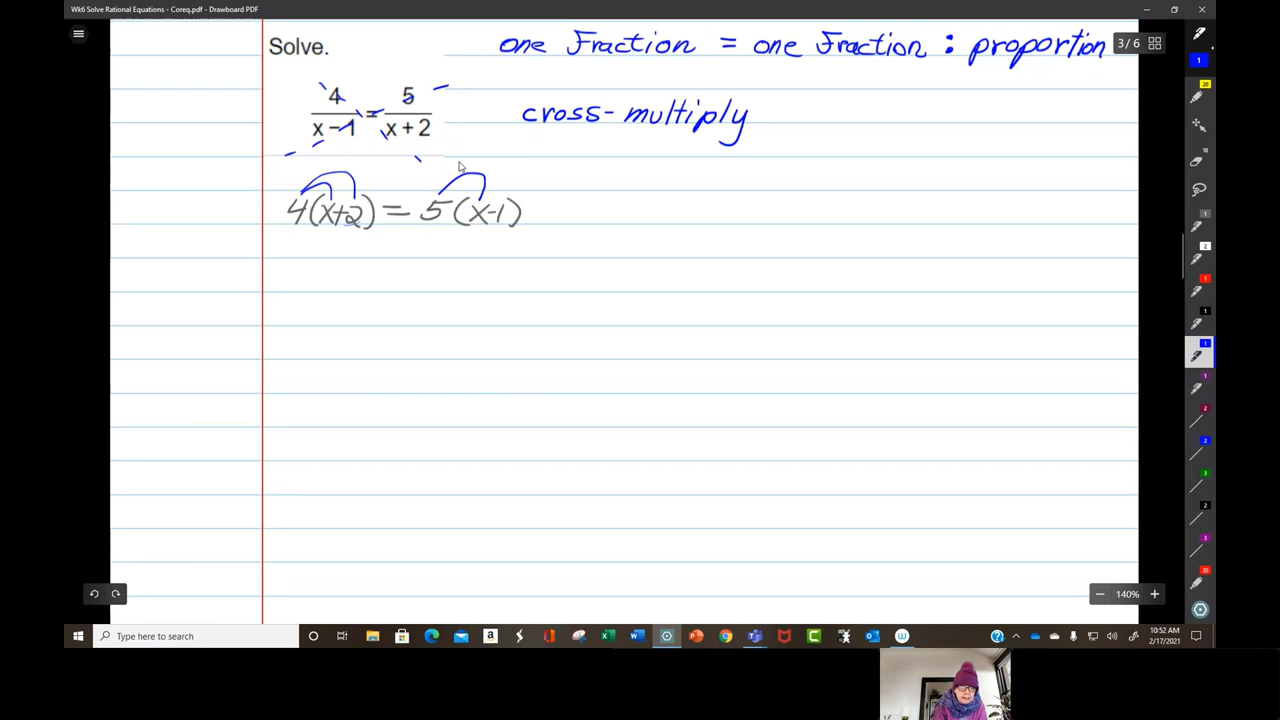 Wk6 Solve Rational Equations - Coreq.pdf - Drawboard PDF
Solve.
one Fraction = one Fraction : proportion
3/6
4/(x − 1) = 5/(x + 2)
cross-multiply
4(x+2) = 5(x-1)
140%
Type here to search
10:52 AM
2/17/2021